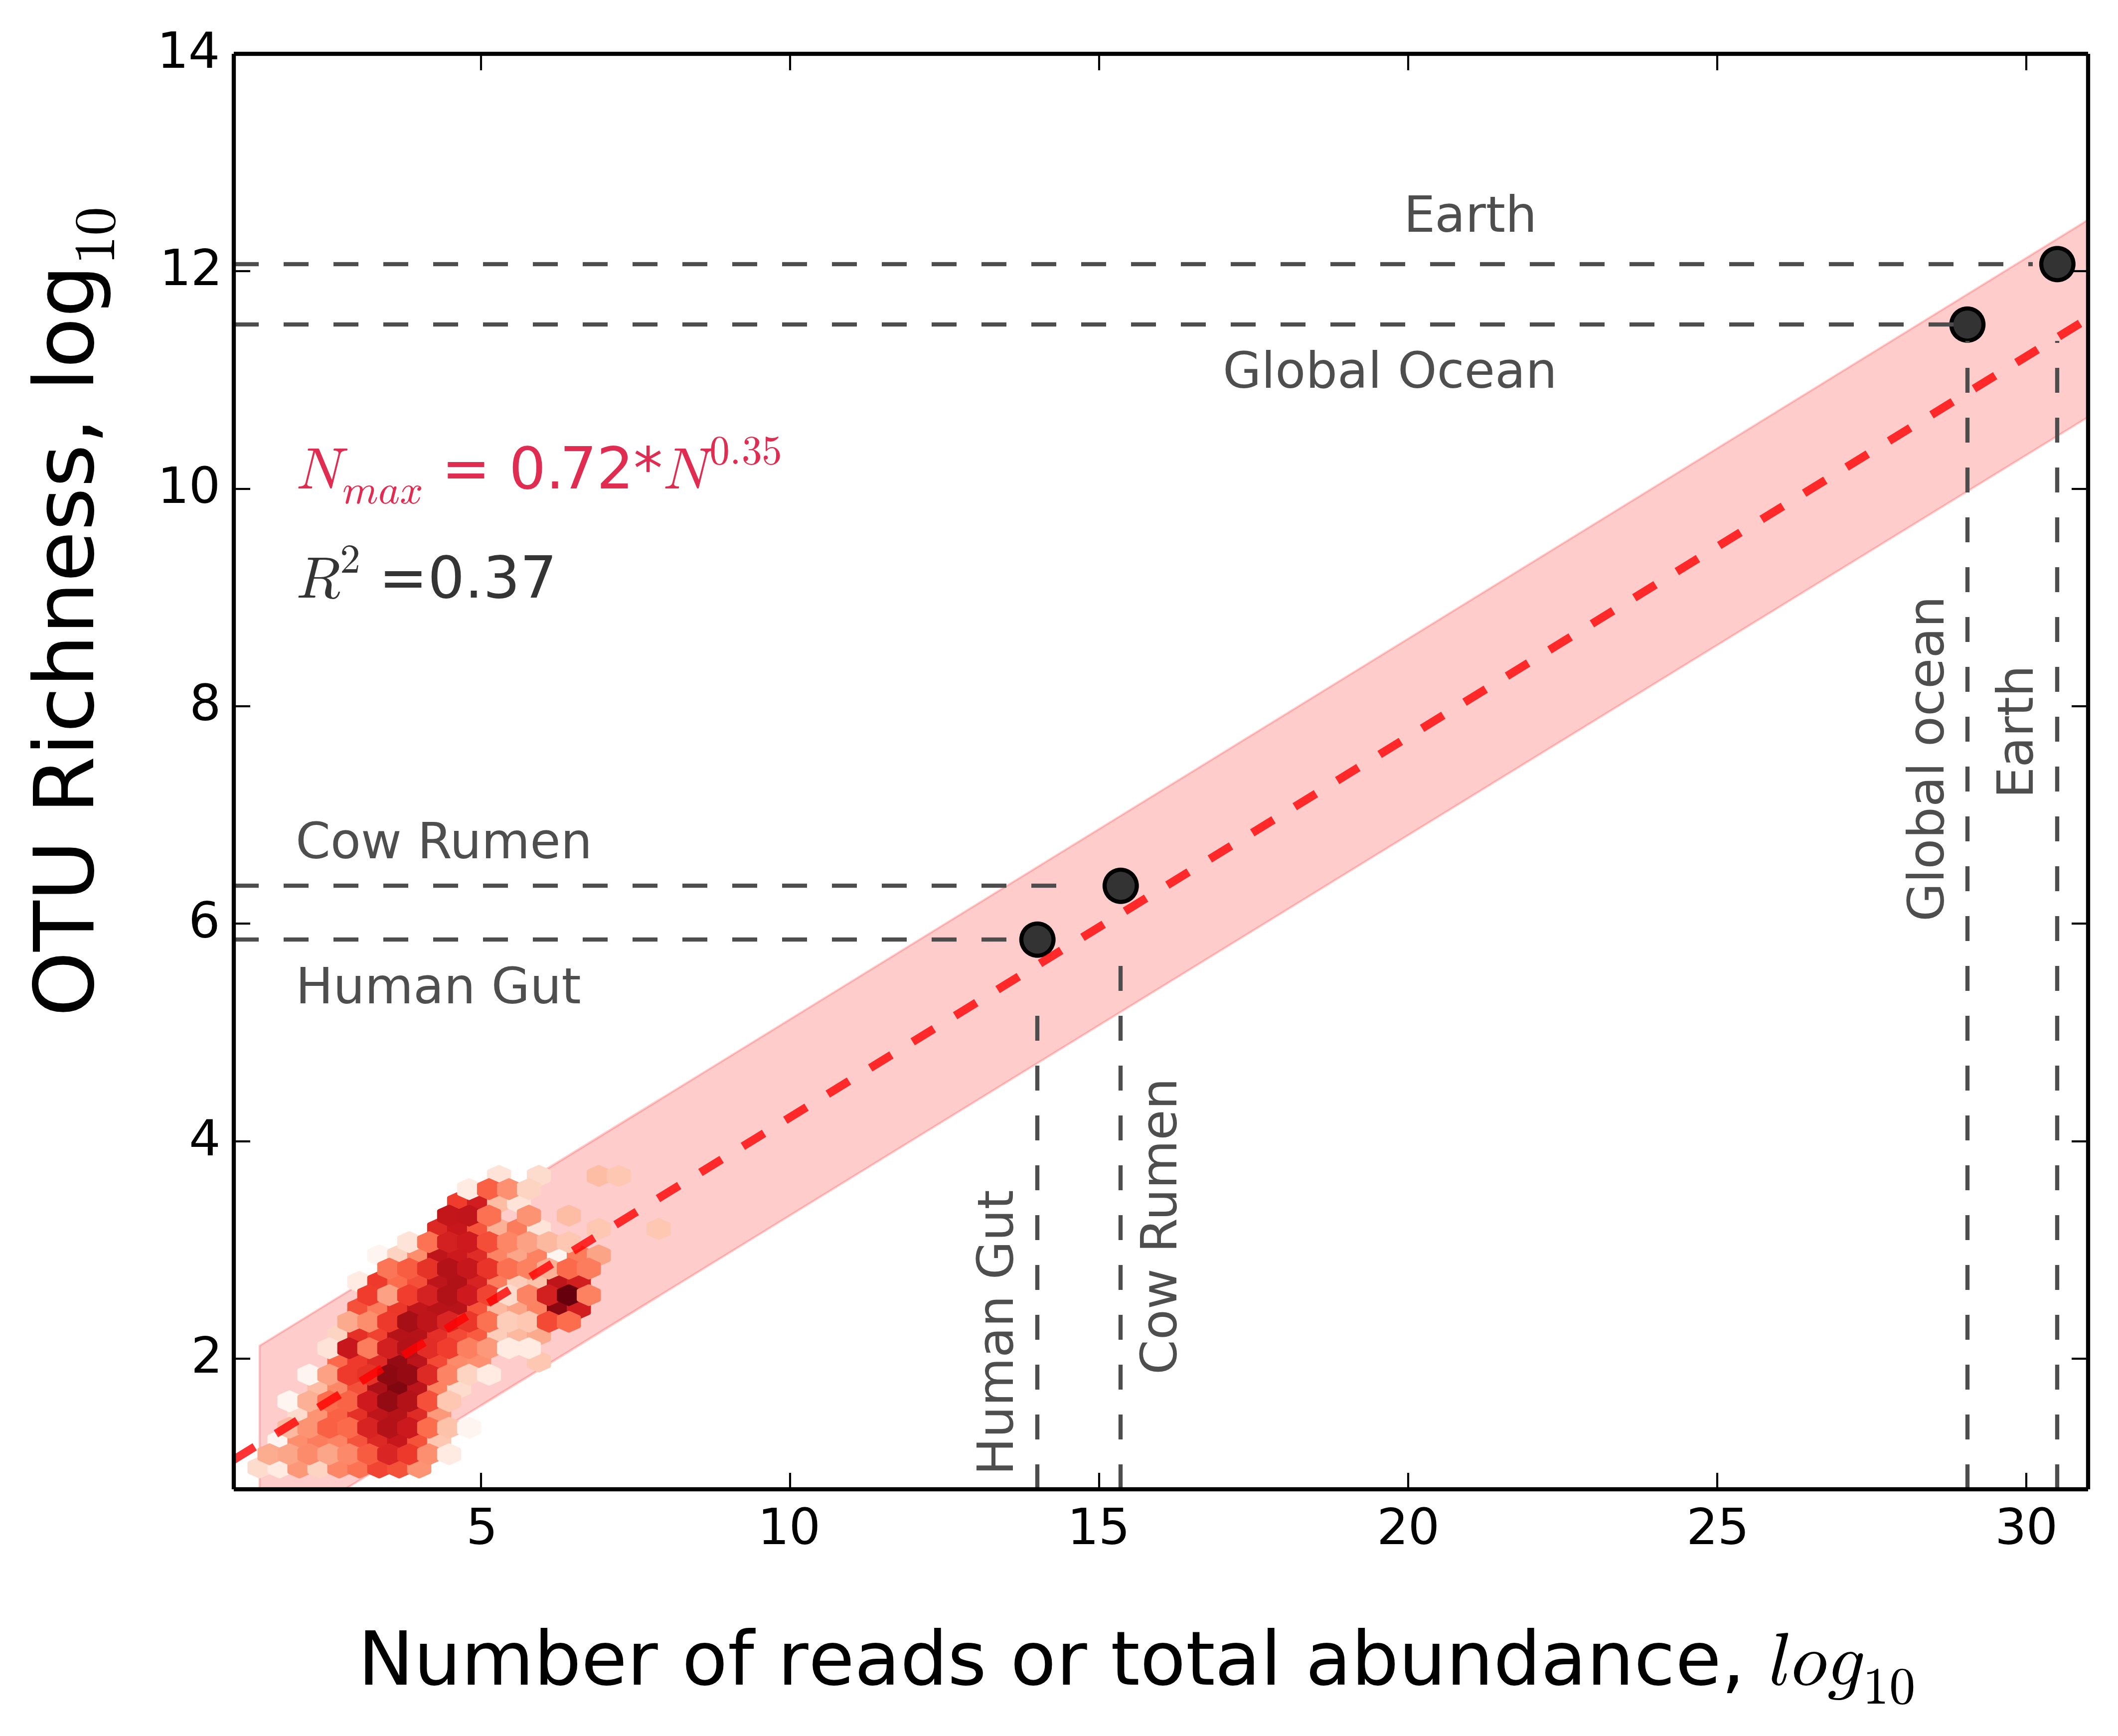 14
12
10
8
6
4
2
OTU Richness, log10
Earth
Global Ocean
Nmax = 0.72*N^0.35
R^2 =0.37
Cow Rumen
Human Gut
Human Gut
Cow Rumen
Global ocean
Earth
5 10 15 20 25 30
Number of reads or total abundance, log10